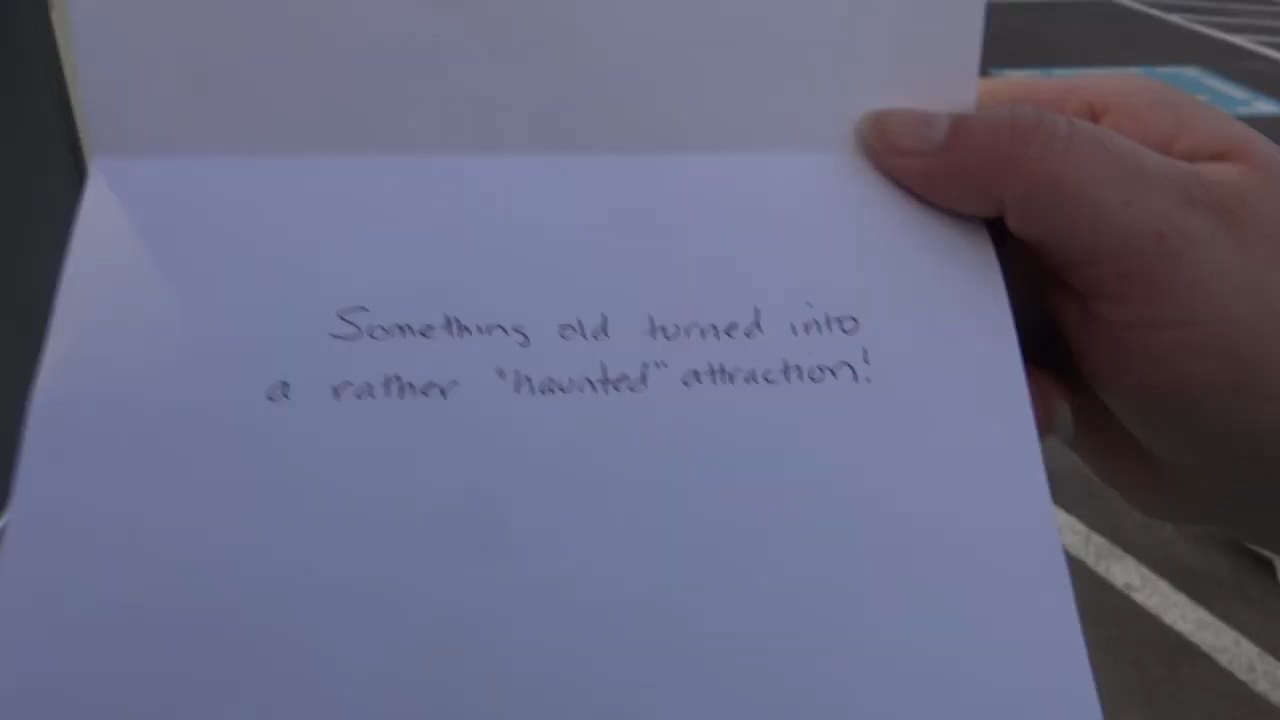 Something old turned into
a rather "haunted" attraction!